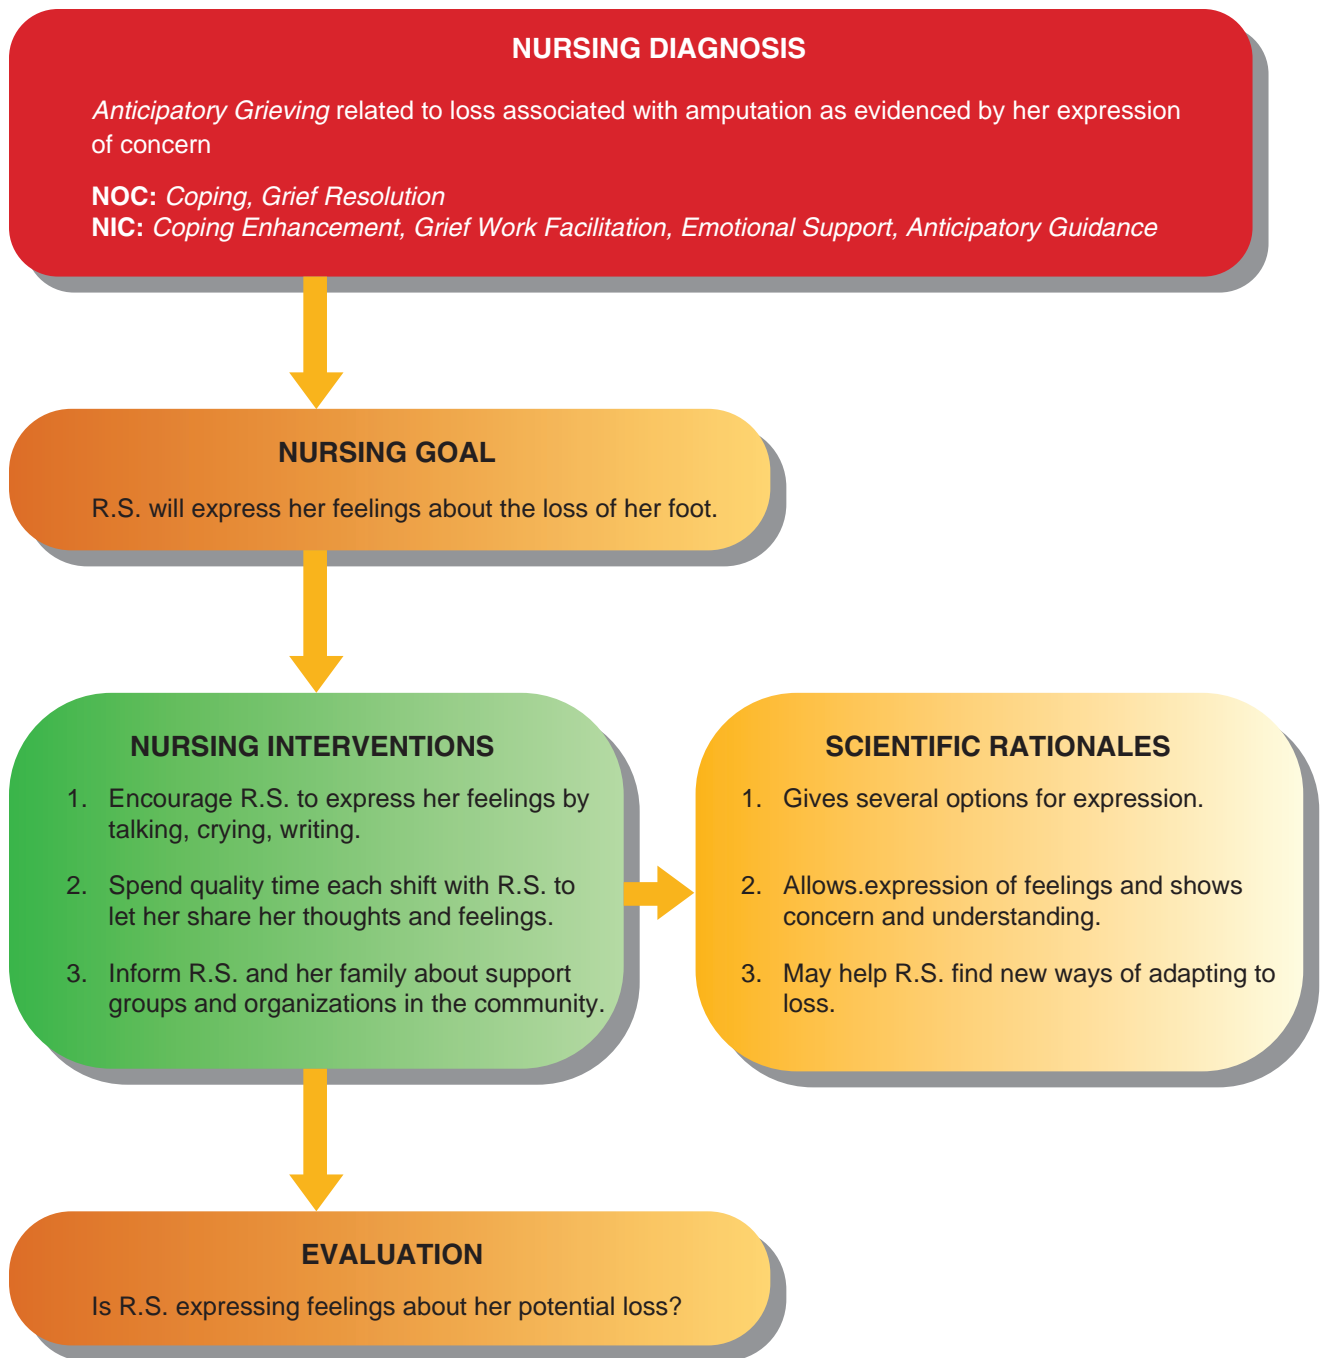 NURSING DIAGNOSIS
Anticipatory Grieving related to loss associated with amputation as evidenced by her expression
of concern
NOC: Coping, Grief Resolution
NIC: Coping Enhancement, Grief Work Facilitation, Emotional Support, Anticipatory Guidance
NURSING GOAL
R.S. will express her feelings about the loss of her foot.
NURSING INTERVENTIONS
1. Encourage R.S. to express her feelings by
talking, crying, writing.
2. Spend quality time each shift with R.S. to
let her share her thoughts and feelings.
3. Inform R.S. and her family about support
groups and organizations in the community.
SCIENTIFIC RATIONALES
1. Gives several options for expression.
2. Allows.expression of feelings and shows
concern and understanding.
3. May help R.S. find new ways of adapting to
loss.
EVALUATION
Is R.S. expressing feelings about her potential loss?